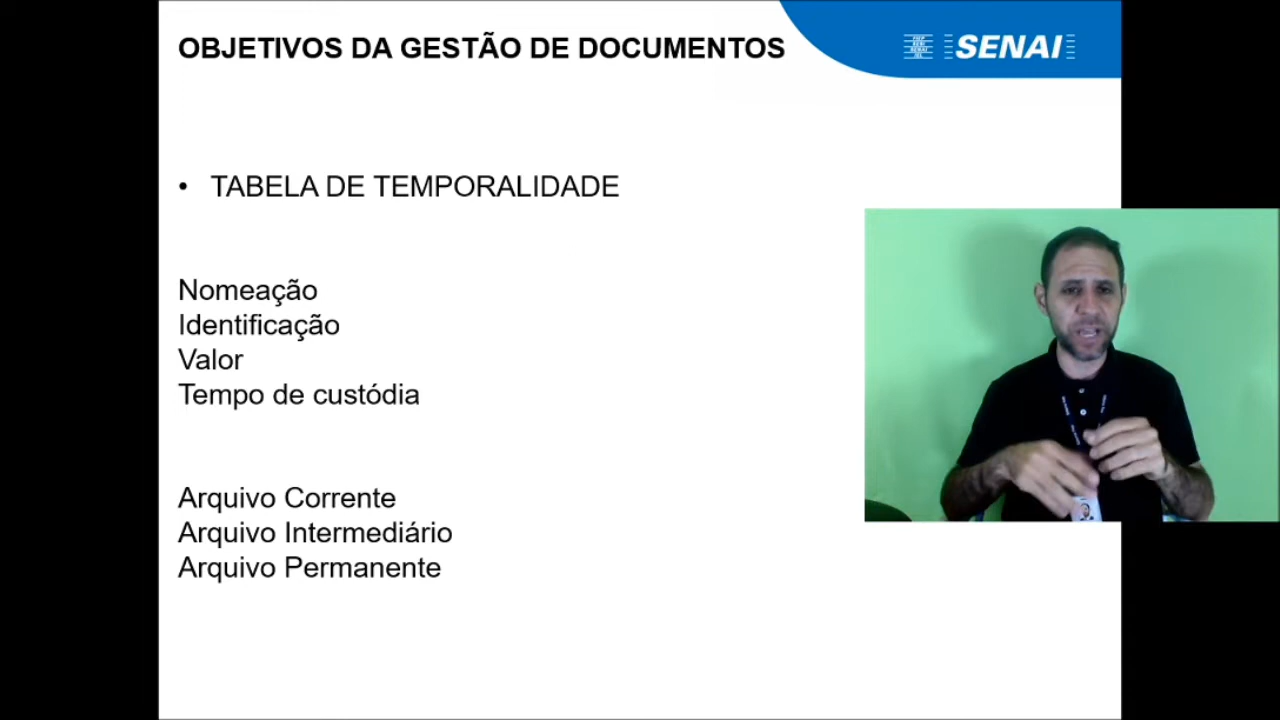 OBJETIVOS DA GESTÃO DE DOCUMENTOS
SENAI
• TABELA DE TEMPORALIDADE
Nomeação
Identificação
Valor
Tempo de custódia
Arquivo Corrente
Arquivo Intermediário
Arquivo Permanente